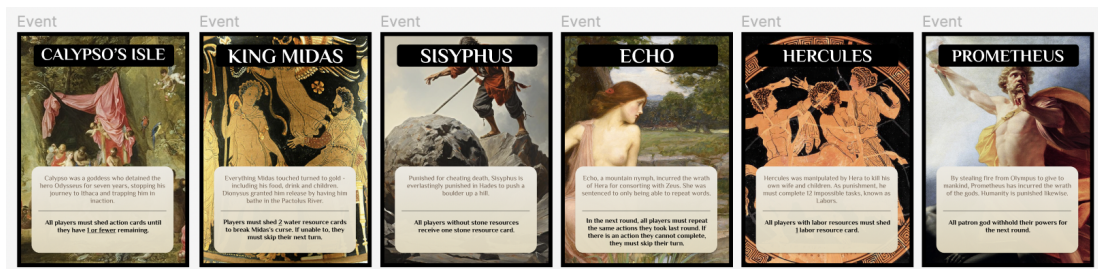 Event
CALYPSO'S ISLE
Calypso was a goddess who detained the
hero Odysseus for seven years, stopping his
journey to Ithaca and trapping him in
inaction.
All players must shed action cards until
they have 1 or fewer remaining.
Event
KING MIDAS
Everything Midas touched turned to gold -
including his food, drink and children.
Dionysus granted him release by having him
bathe in the Pactolus River.
Players must shed 2 water resource cards
to break Midas's curse. If unable to, they
must skip their next turn.
Event
SISYPHUS
Punished for cheating death, Sisyphus is
everlastingly punished in Hades to push a
boulder up a hill.
All players without stone resources
receive one stone resource card.
Event
ECHO
Echo, a mountain nymph, incurred the wrath
of Hera for consorting with Zeus. She was
sentenced to only being able to repeat words.
In the next round, all players must repeat
the same actions they took last round. If
there is an action they cannot complete,
they must skip their turn.
Event
HERCULES
Hercules was manipulated by Hera to kill his
own wife and children. As punishment, he
must complete 12 impossible tasks, known as
Labors.
All players with labor resources must shed
1 labor resource card.
Event
PROMETHEUS
By stealing fire from Olympus to give to
mankind, Prometheus has incurred the wrath
of the gods. Humanity is punished likewise.
All patron god withhold their powers for
the next round.